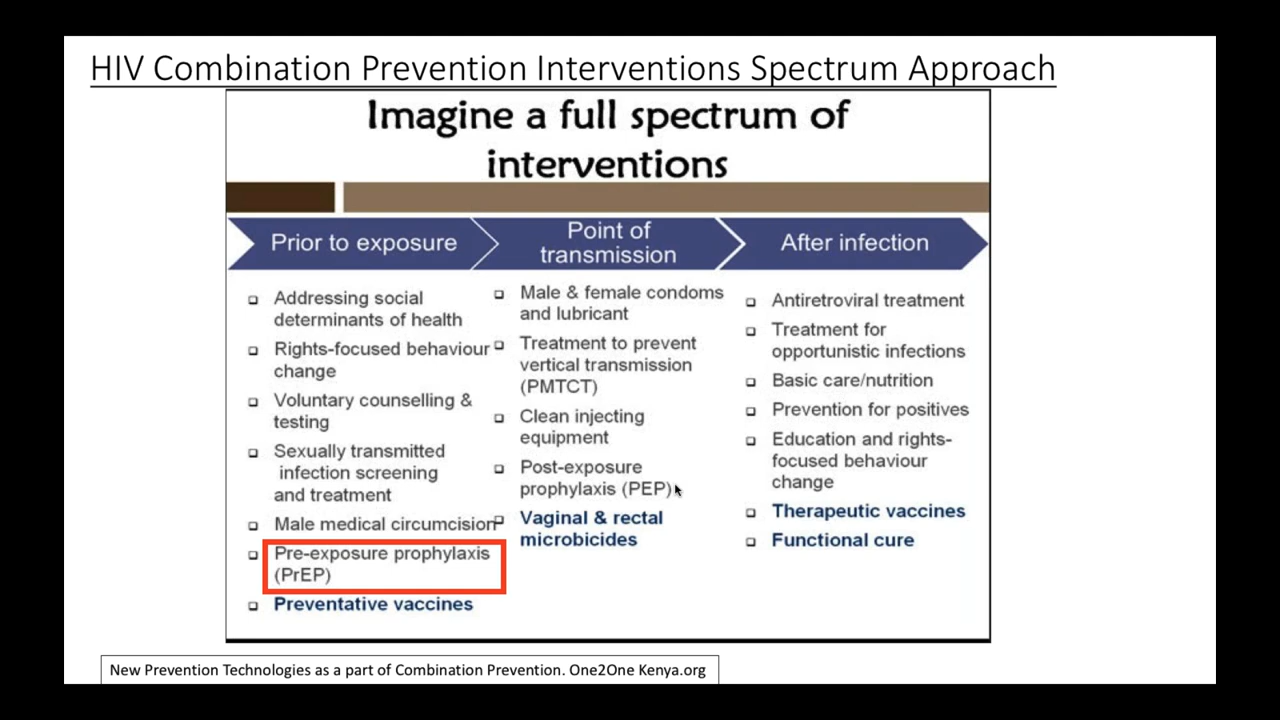 HIV Combination Prevention Interventions Spectrum Approach
Imagine a full spectrum of
interventions
Prior to exposure
Addressing social
determinants of health
Rights-focused behaviour
change
Voluntary counselling &
testing
Sexually transmitted
infection screening
and treatment
Male medical circumcision
Pre-exposure prophylaxis
(PrEP)
Preventative vaccines
Point of
transmission
Male & female condoms
and lubricant
Treatment to prevent
vertical transmission
(PMTCT)
Clean injecting
equipment
Post-exposure
prophylaxis (PEP)
Vaginal & rectal
microbicides
After infection
Antiretroviral treatment
Treatment for
opportunistic infections
Basic care/nutrition
Prevention for positives
Education and rights-
focused behaviour
change
Therapeutic vaccines
Functional cure
New Prevention Technologies as a part of Combination Prevention. One2One Kenya.org